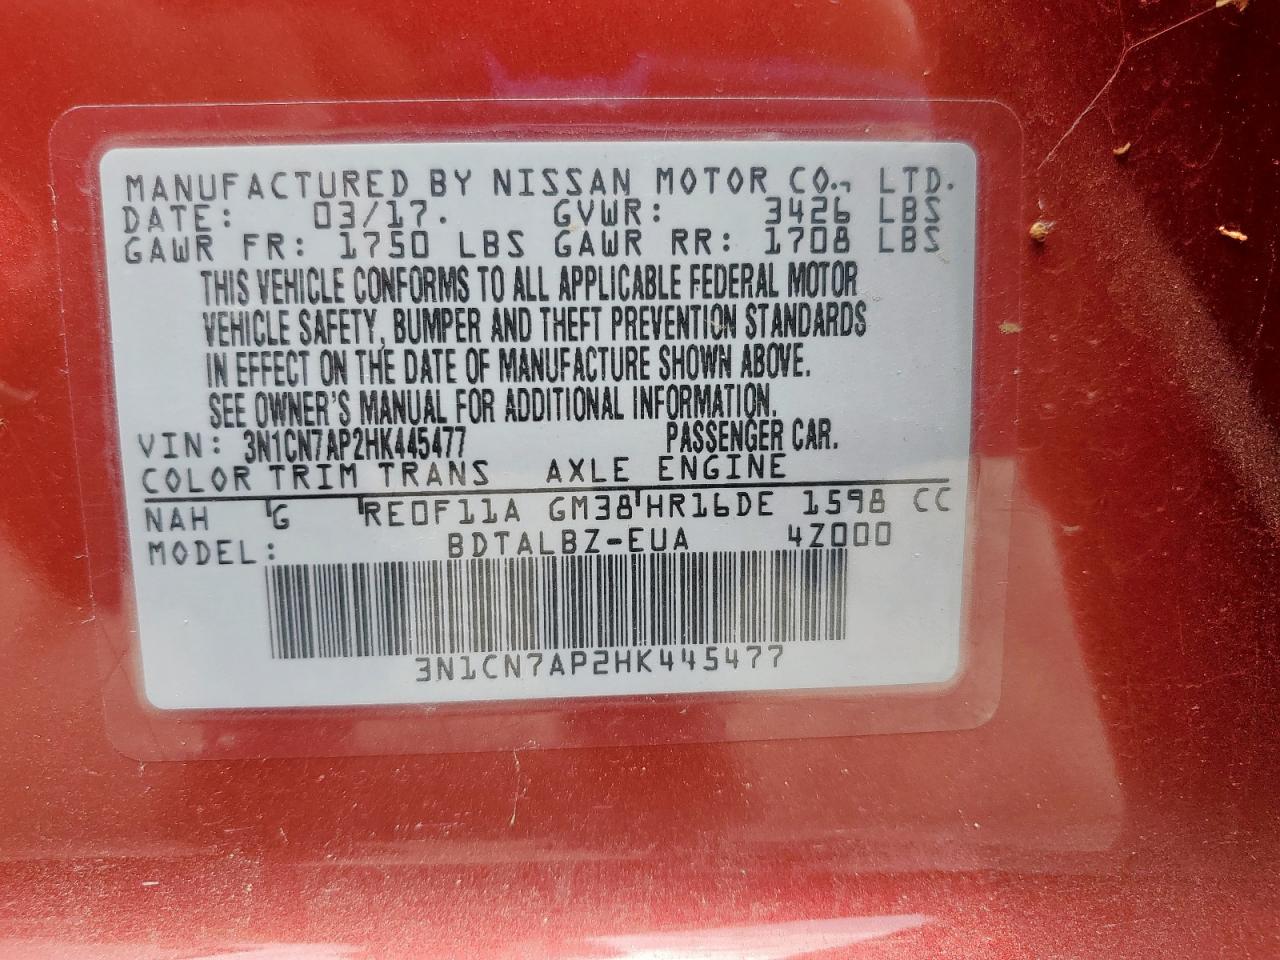 MANUFACTURED BY NISSAN MOTOR CO., LTD.
DATE: 03/17. GVWR: 3426 LBS
GAWR FR: 1750 LBS GAWR RR: 1708 LBS
THIS VEHICLE CONFORMS TO ALL APPLICABLE FEDERAL MOTOR
VEHICLE SAFETY, BUMPER AND THEFT PREVENTION STANDARDS
IN EFFECT ON THE DATE OF MANUFACTURE SHOWN ABOVE.
SEE OWNER'S MANUAL FOR ADDITIONAL INFORMATION.
VIN: 3N1CN7AP2HK445477 PASSENGER CAR.
COLOR TRIM TRANS AXLE ENGINE
NAH G RE0F11A GM38 HR16DE 1598 CC
MODEL: BDTALBZ-EUA 4Z000
3N1CN7AP2HK445477